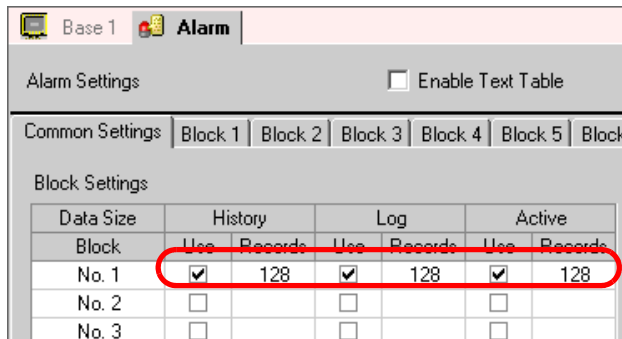 Base 1 Alarm
Alarm Settings Enable Text Table
Common Settings Block 1 Block 2 Block 3 Block 4 Block 5 Block
Block Settings
Data Size History Log Active
Block Use Records Use Records Use Records
No. 1 128 128 128
No. 2
No. 3